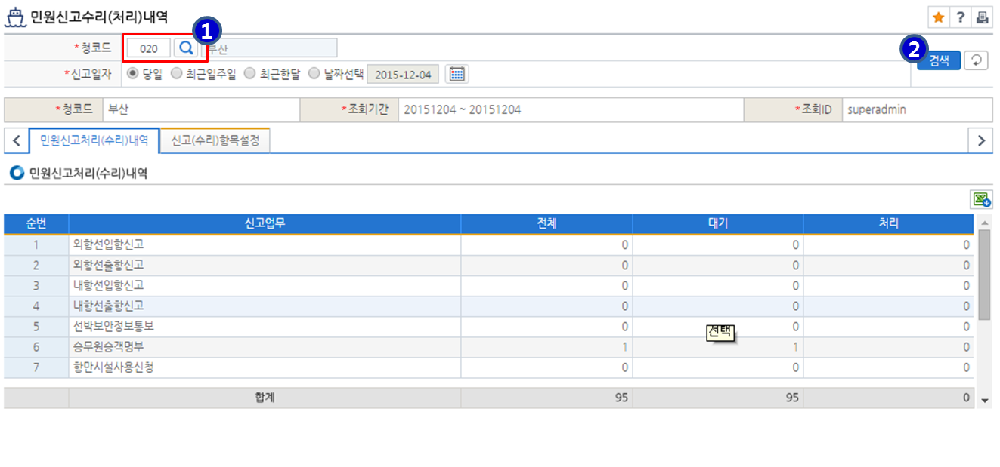 민원신고수리(처리)내역 ?
1
*청코드 020 부산
2
검색
*신고일자 당일 최근일주일 최근한달 날짜선택 2015-12-04
*청코드 부산 *조회기간 20151204 ~ 20151204 *조회ID superadmin
민원신고처리(수리)내역 신고(수리)항목설정
민원신고처리(수리)내역
순번 신고업무 전체 대기 처리
1 외항선입항신고 0 0 0
2 외항선출항신고 0 0 0
3 내항선입항신고 0 0 0
4 내항선출항신고 0 0 0
5 선박보안정보통보 0 0 0
선택
6 승무원승객명부 1 1 0
7 항만시설사용신청 0 0 0
합계 95 95 0